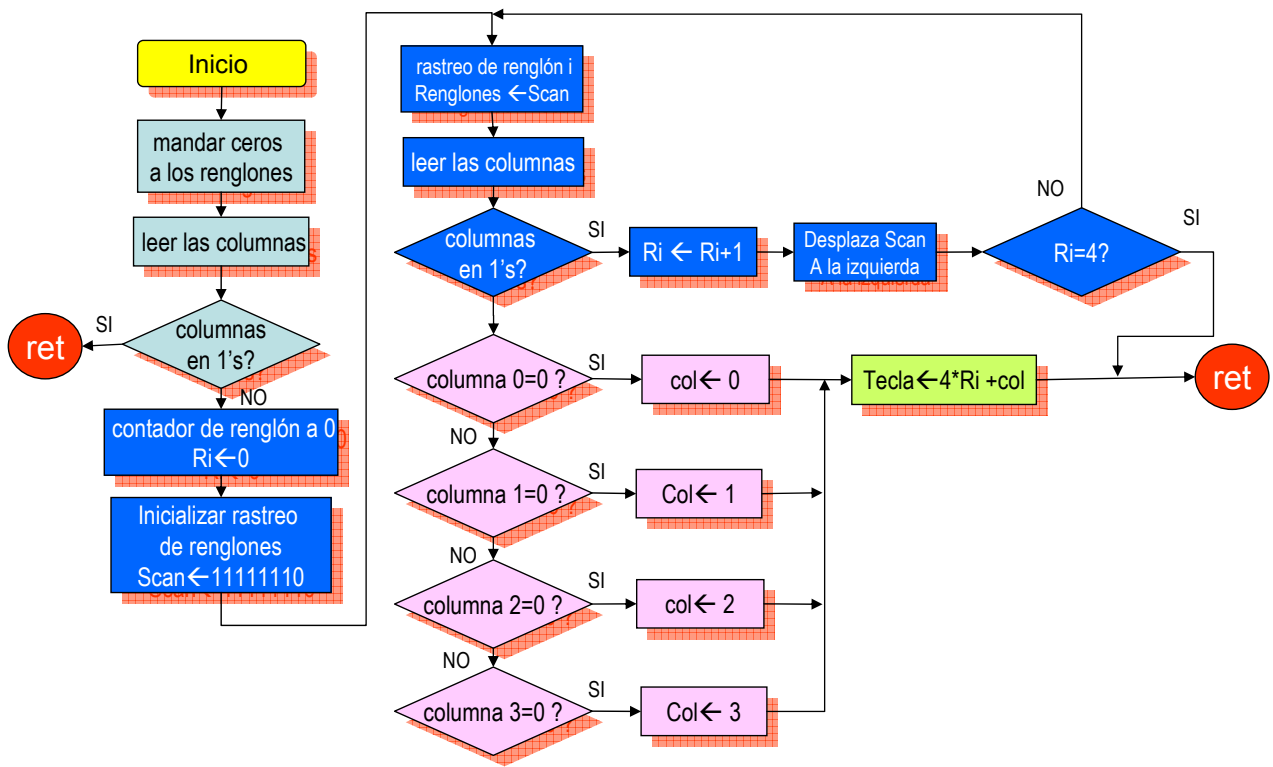 Inicio
mandar ceros
a los renglones
leer las columnas
columnas
en 1's?
SI
ret
NO
contador de renglón a 0
Ri←0
Inicializar rastreo
de renglones
Scan←11111110
rastreo de renglón i
Renglones ←Scan
leer las columnas
columnas
en 1's?
SI
Ri ← Ri+1
Desplaza Scan
A la izquierda
Ri=4?
NO
SI
columna 0=0 ?
SI
col← 0
Tecla←4*Ri +col
ret
NO
columna 1=0 ?
SI
Col← 1
NO
columna 2=0 ?
SI
col← 2
NO
columna 3=0 ?
SI
Col← 3